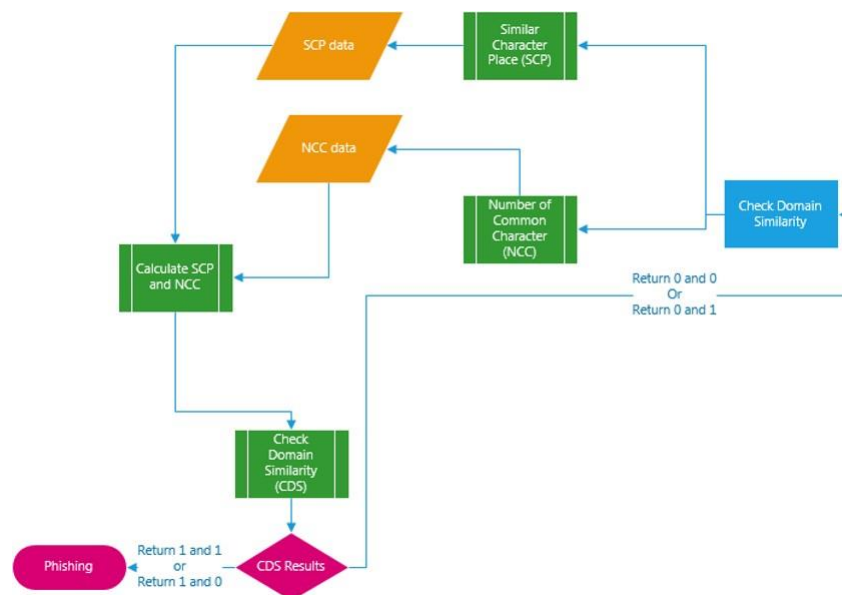 SCP data
Similar
Character
Place (SCP)
NCC data
Number of
Common
Character
(NCC)
Check Domain
Similarity
Calculate SCP
and NCC
Return 0 and 0
Or
Return 0 and 1
Check
Domain
Similarity
(CDS)
Phishing
Return 1 and 1
or
Return 1 and 0
CDS Results